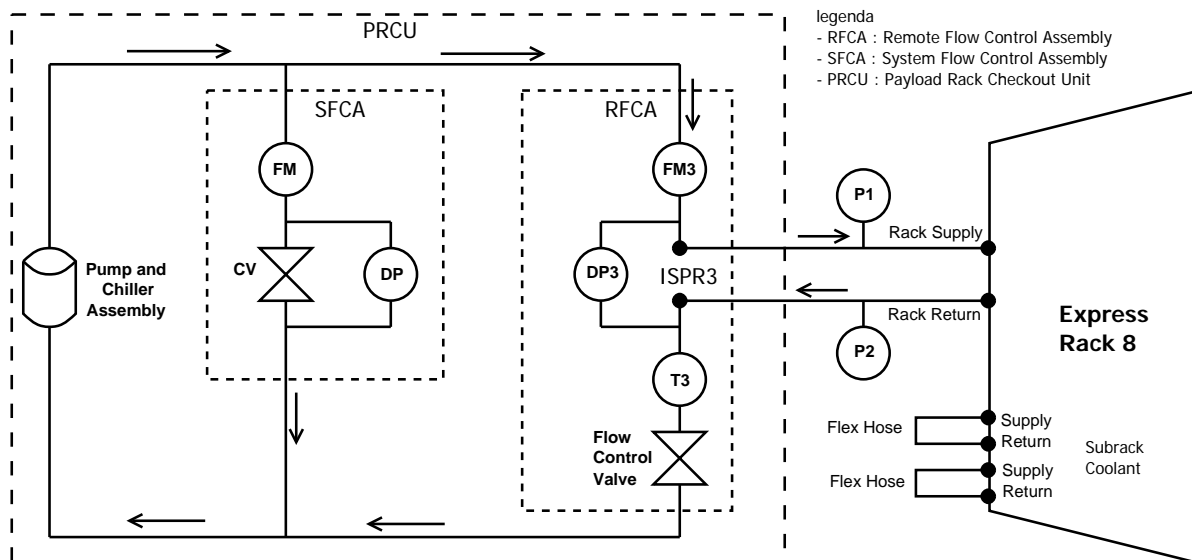 PRCU
legenda
- RFCA : Remote Flow Control Assembly
- SFCA : System Flow Control Assembly
- PRCU : Payload Rack Checkout Unit
SFCA
RFCA
FM
FM3
P1
Rack Supply
CV
DP
DP3
ISPR3
Pump and
Chiller
Assembly
Rack Return
P2
Express
Rack 8
T3
Flow
Control
Valve
Flex Hose
Supply
Return
Subrack
Coolant
Flex Hose
Supply
Return